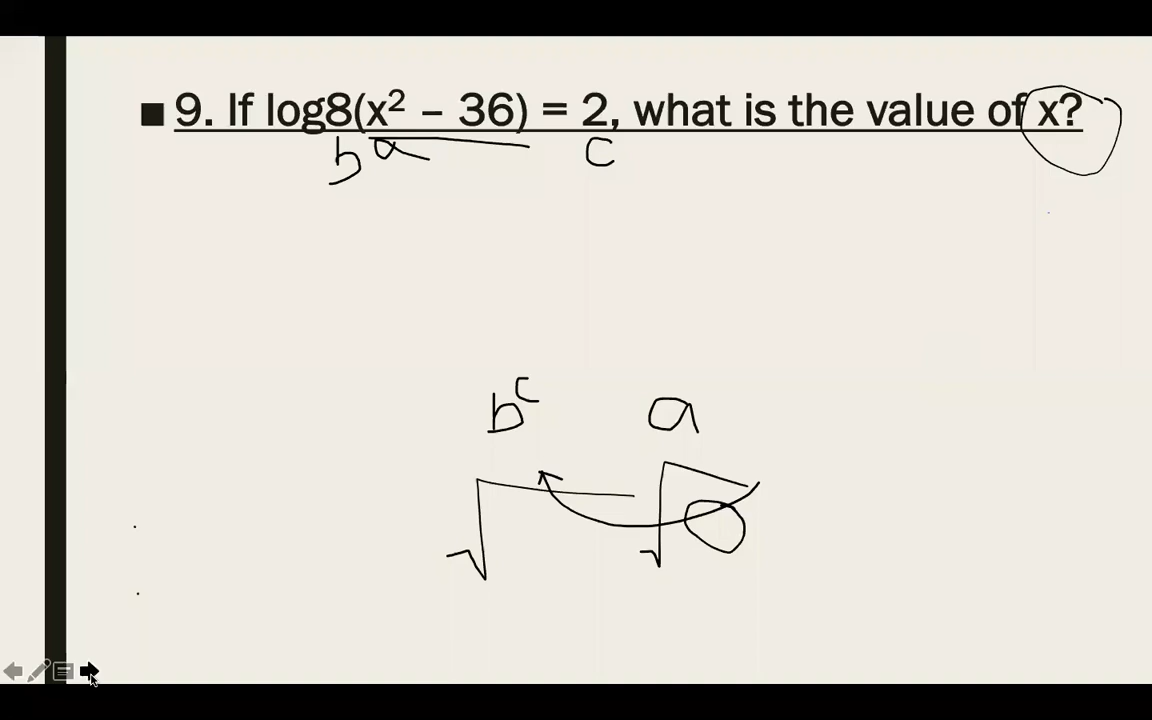 ■ 9. If log8(x² – 36) = 2, what is the value of x?
b a c
bᶜ a